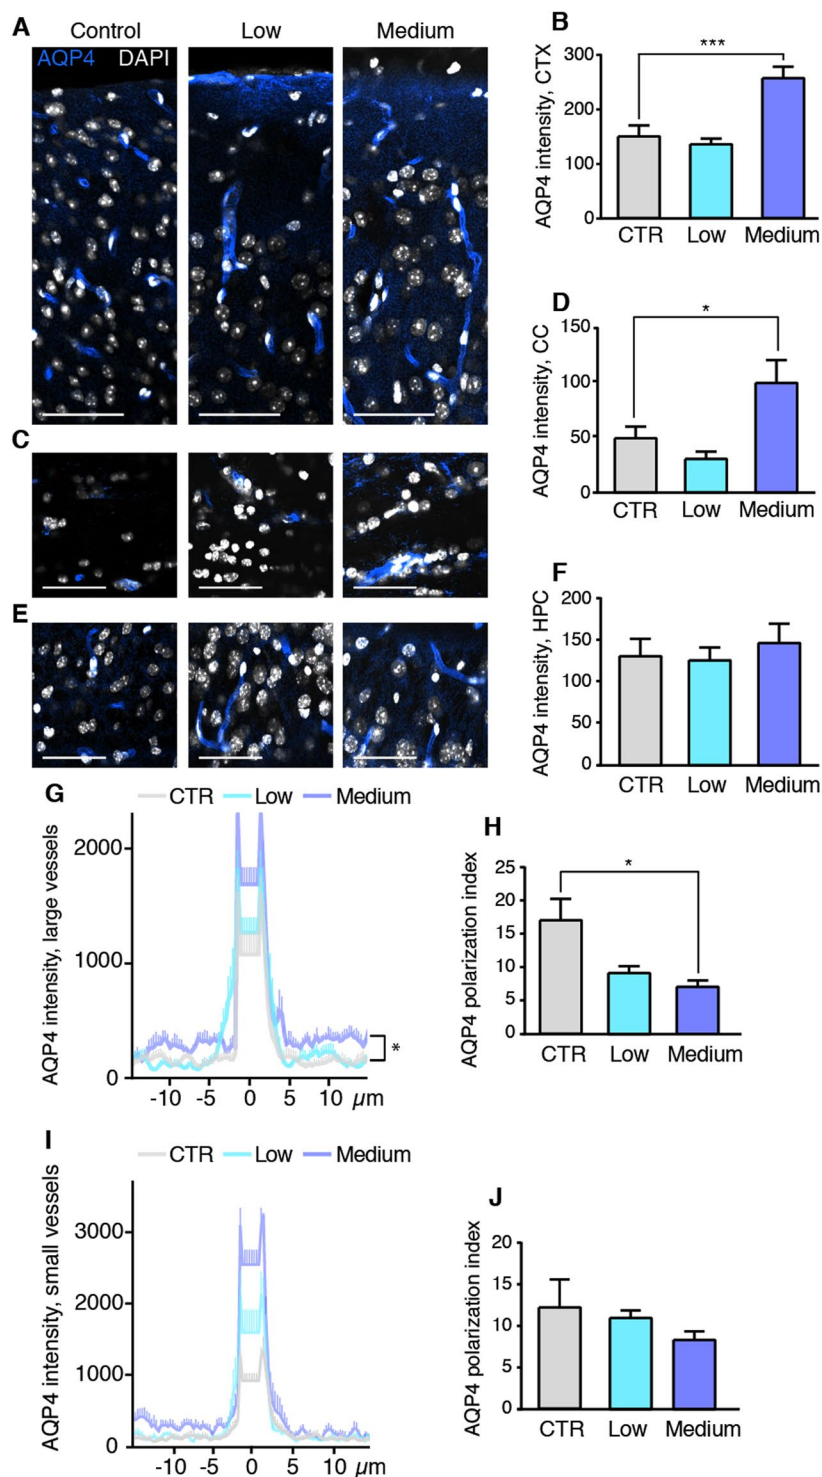 A
Control
Low
Medium
AQP4 DAPI
B
AQP4 intensity, CTX
300
200
100
0
***
CTR Low Medium
D
AQP4 intensity, CC
150
100
50
0
*
CTR Low Medium
C
E
F
AQP4 intensity, HPC
200
150
100
50
0
CTR Low Medium
G
CTR Low Medium
AQP4 intensity, large vessels
2000
1000
0
*
-10 -5 0 5 10 µm
H
AQP4 polarization index
25
20
15
10
5
0
*
CTR Low Medium
I
CTR Low Medium
AQP4 intensity, small vessels
3000
2000
1000
0
-10 -5 0 5 10 µm
J
AQP4 polarization index
20
15
10
5
0
CTR Low Medium